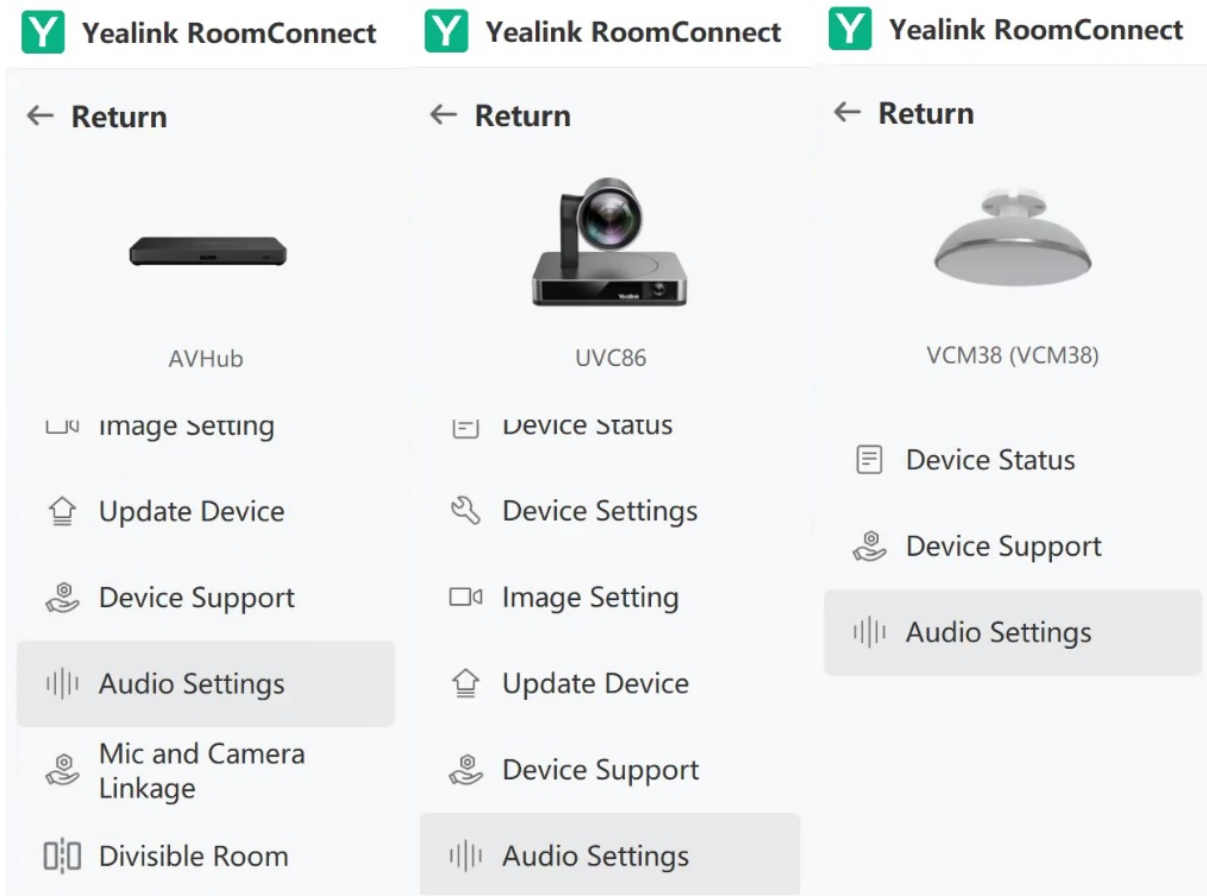 Yealink RoomConnect
Return
AVHub
Image Setting
Update Device
Device Support
Audio Settings
Mic and Camera
Linkage
Divisible Room
Yealink RoomConnect
Return
Yealink
UVC86
Device Status
Device Settings
Image Setting
Update Device
Device Support
Audio Settings
Yealink RoomConnect
Return
VCM38 (VCM38)
Device Status
Device Support
Audio Settings